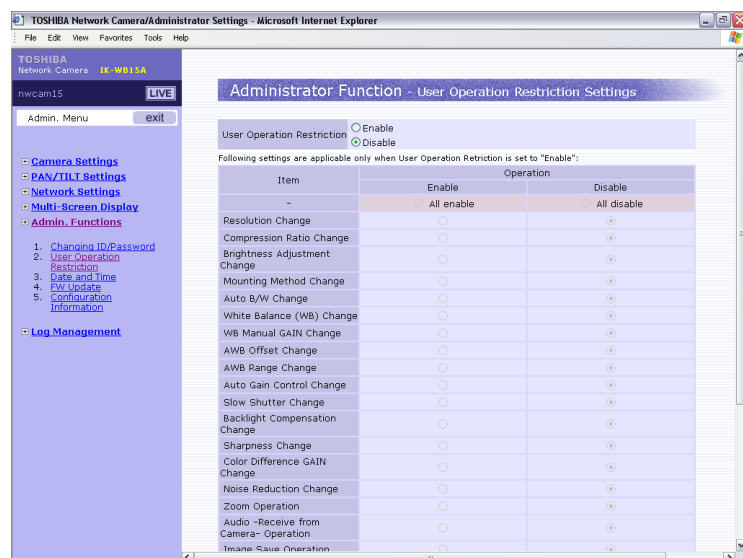 TOSHIBA Network Camera/Administrator Settings - Microsoft Internet Explorer
File Edit View Favorites Tools Help
TOSHIBA
Network Camera IK-WB15A
nwcam15 LIVE
Admin. Menu exit
Camera Settings
PAN/TILT Settings
Network Settings
Multi-Screen Display
Admin. Functions
1. Changing ID/Password
2. User Operation
Restriction
3. Date and Time
4. FW Update
5. Configuration
Information
Log Management
Administrator Function - User Operation Restriction Settings
User Operation Restriction
Enable
Disable
Following settings are applicable only when User Operation Retriction is set to "Enable":
Item
Operation
Enable Disable
- All enable All disable
Resolution Change
Compression Ratio Change
Brightness Adjustment
Change
Mounting Method Change
Auto B/W Change
White Balance (WB) Change
WB Manual GAIN Change
AWB Offset Change
AWB Range Change
Auto Gain Control Change
Slow Shutter Change
Backlight Compensation
Change
Sharpness Change
Color Difference GAIN
Change
Noise Reduction Change
Zoom Operation
Audio -Receive from
Camera- Operation
Image Save Operation